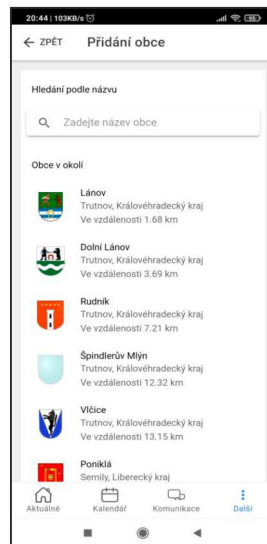 20:44 | 103KB/s
95
← ZPĚT Přidání obce
Hledání podle názvu
Zadejte název obce
Obce v okolí
Lánov
Trutnov, Královéhradecký kraj
Ve vzdálenosti 1.68 km
Dolní Lánov
Trutnov, Královéhradecký kraj
Ve vzdálenosti 3.69 km
Rudník
Trutnov, Královéhradecký kraj
Ve vzdálenosti 7.21 km
Špindlerův Mlýn
Trutnov, Královéhradecký kraj
Ve vzdálenosti 12.32 km
Vlčice
Trutnov, Královéhradecký kraj
Ve vzdálenosti 13.15 km
Poniklá
Semily, Liberecký kraj
Aktuálně Kalendář Komunikace Další